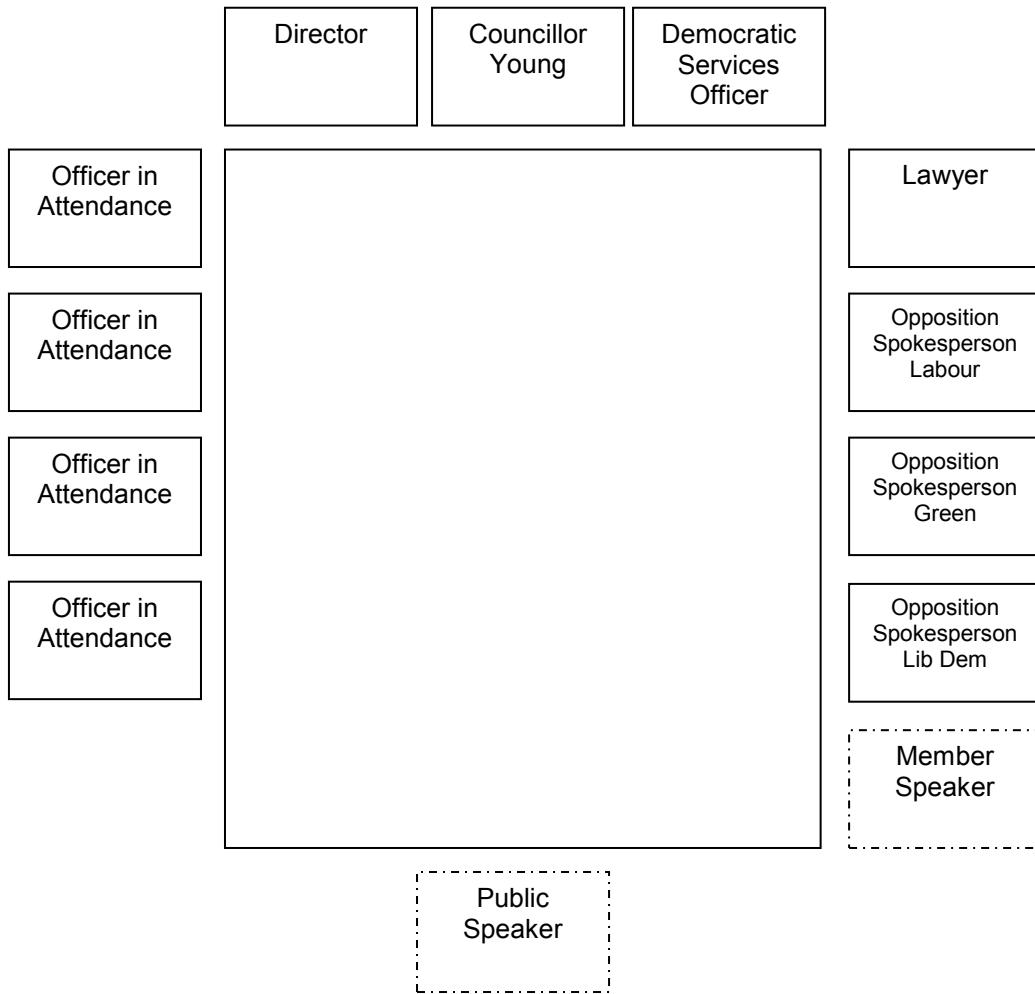 Director
Councillor
Young
Democratic
Services
Officer
Officer in
Attendance
Lawyer
Officer in
Attendance
Opposition
Spokesperson
Labour
Officer in
Attendance
Opposition
Spokesperson
Green
Officer in
Attendance
Opposition
Spokesperson
Lib Dem
Member
Speaker
Public
Speaker